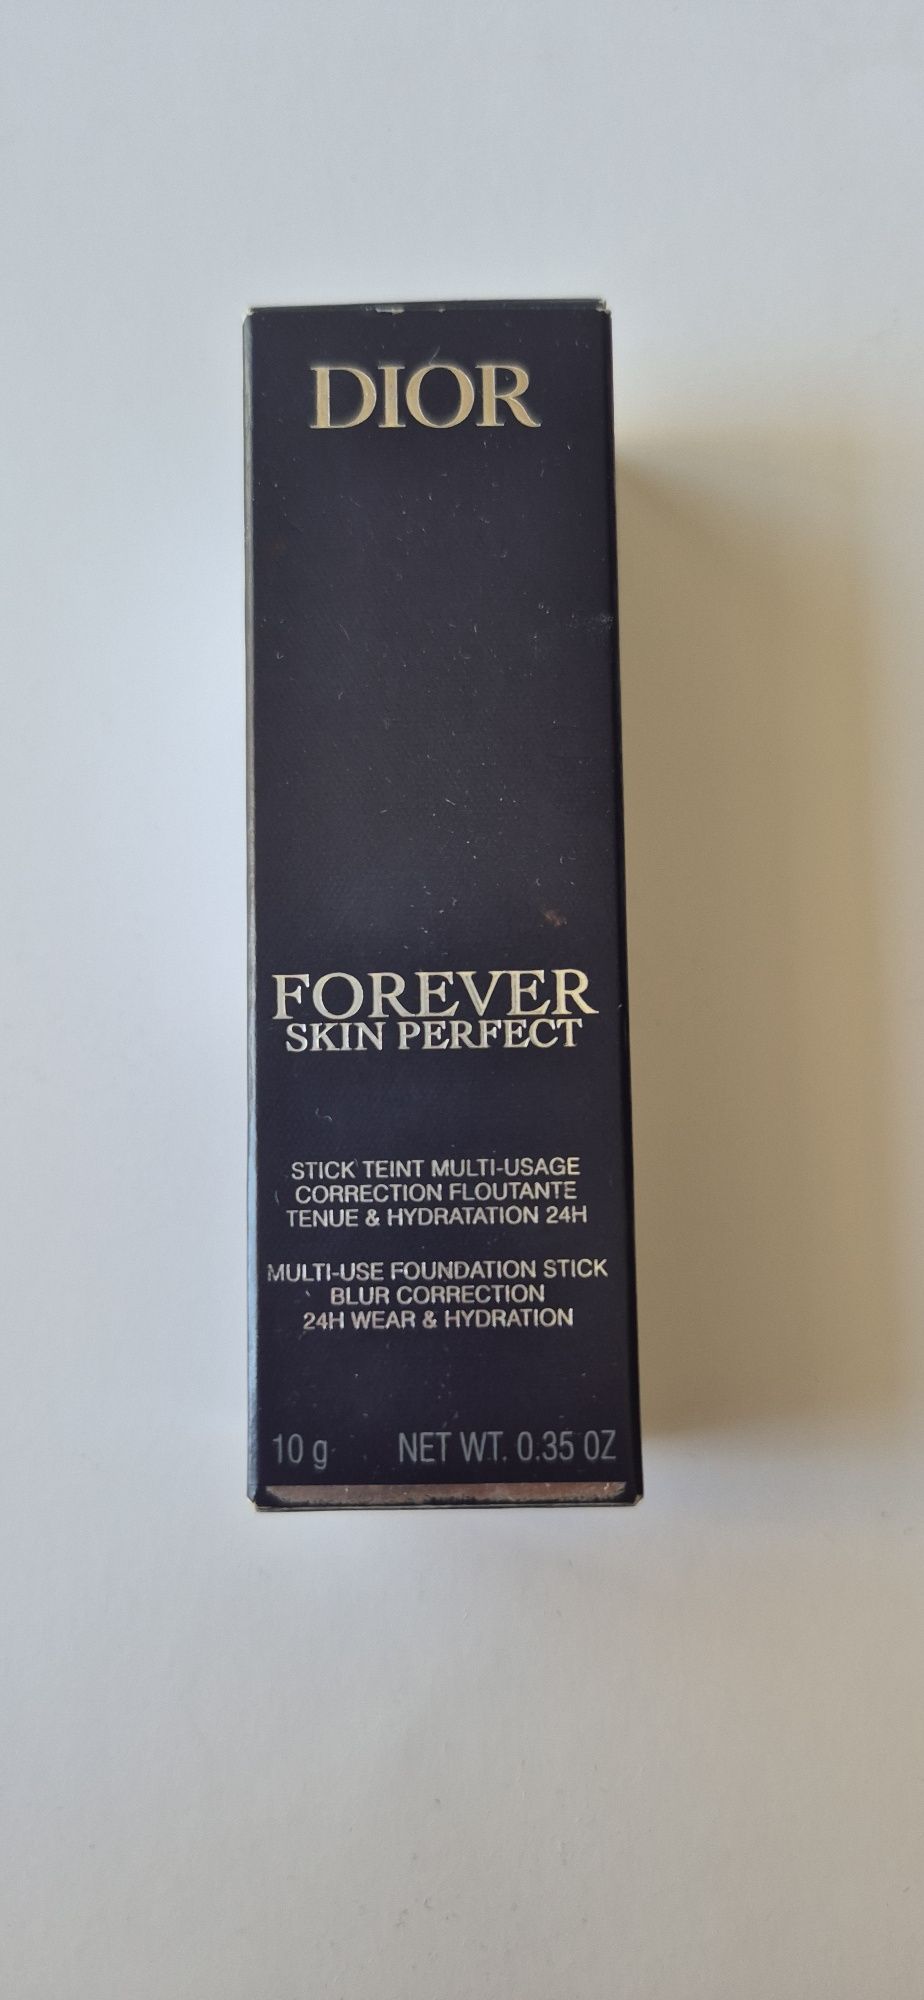 DIOR
FOREVER
SKIN PERFECT
STICK TEINT MULTI-USAGE
CORRECTION FLOUTANTE
TENUE & HYDRATATION 24H
MULTI-USE FOUNDATION STICK
BLUR CORRECTION
24H WEAR & HYDRATION
10 g NET WT. 0.35 OZ